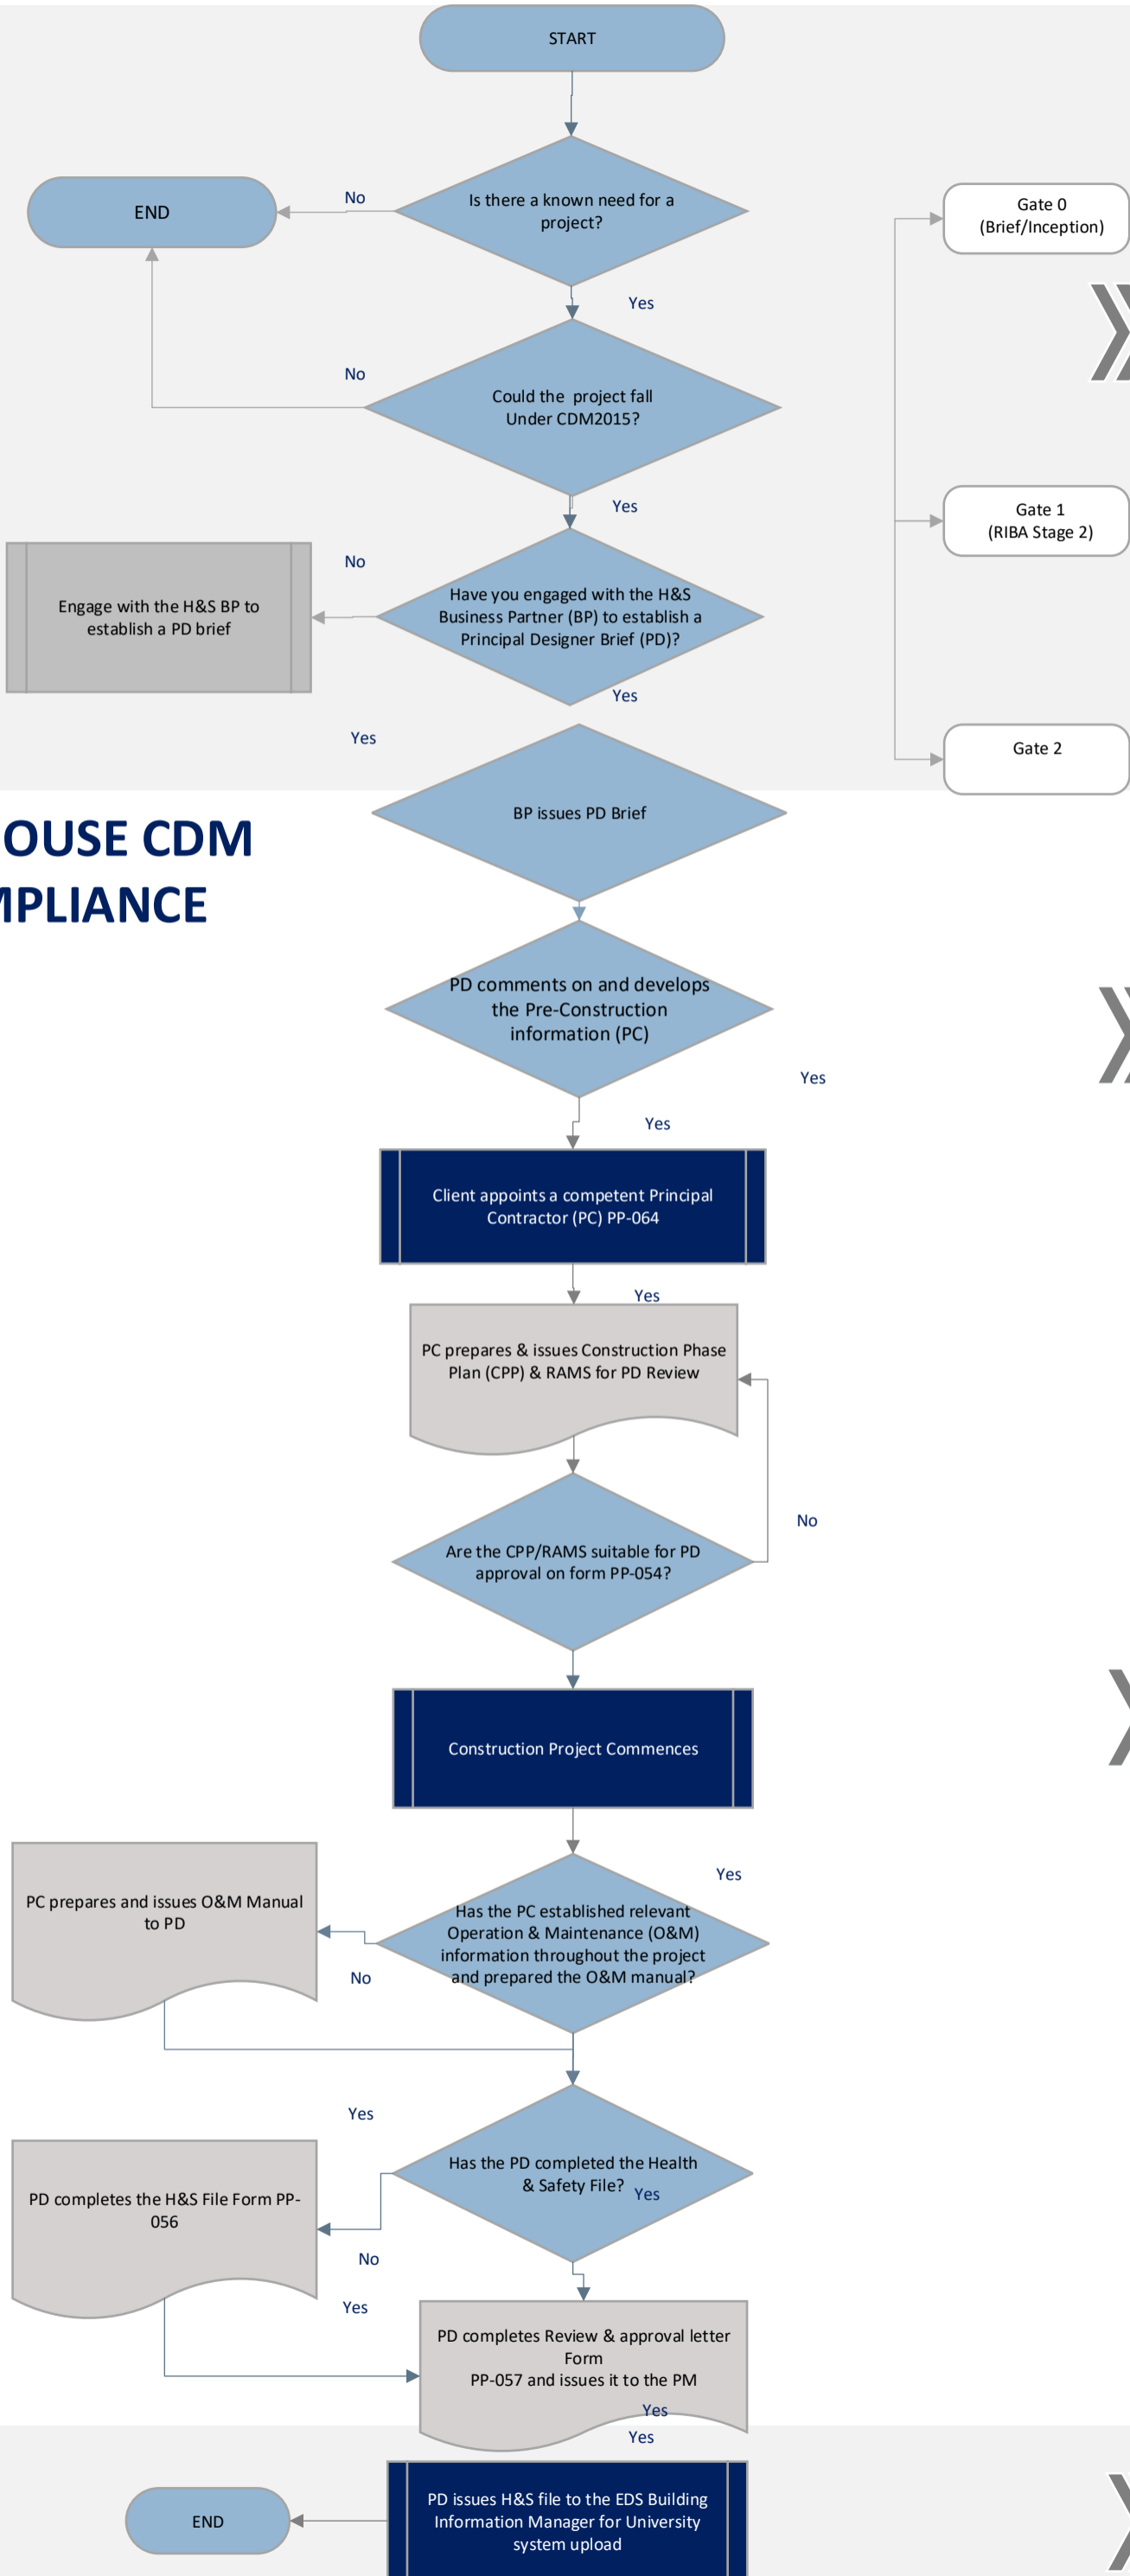 START
Is there a known need for a
project?
No
END
Gate 0
(Brief/Inception)
Yes
No
Could the  project fall
Under CDM2015?
Yes
Gate 1
(RIBA Stage 2)
No
Have you engaged with the H&S
Business Partner (BP) to establish a
Principal Designer Brief (PD)?
Engage with the H&S BP to
establish a PD brief
Yes
Yes
Gate 2
BP issues PD Brief
OUSE CDM
MPLIANCE
PD comments on and develops
the Pre-Construction
information (PC)
Yes
Yes
Client appoints a competent Principal
Contractor (PC) PP-064
Yes
PC prepares & issues Construction Phase
Plan (CPP) & RAMS for PD Review
No
Are the CPP/RAMS suitable for PD
approval on form PP-054?
Construction Project Commences
Yes
PC prepares and issues O&M Manual
to PD
Has the PC established relevant
Operation & Maintenance (O&M)
information throughout the project
and prepared the O&M manual?
No
Yes
Has the PD completed the Health
& Safety File?
Yes
PD completes the H&S File Form PP-
056
No
Yes
PD completes Review & approval letter
Form
PP-057 and issues it to the PM
Yes
Yes
PD issues H&S file to the EDS Building
Information Manager for University
system upload
END